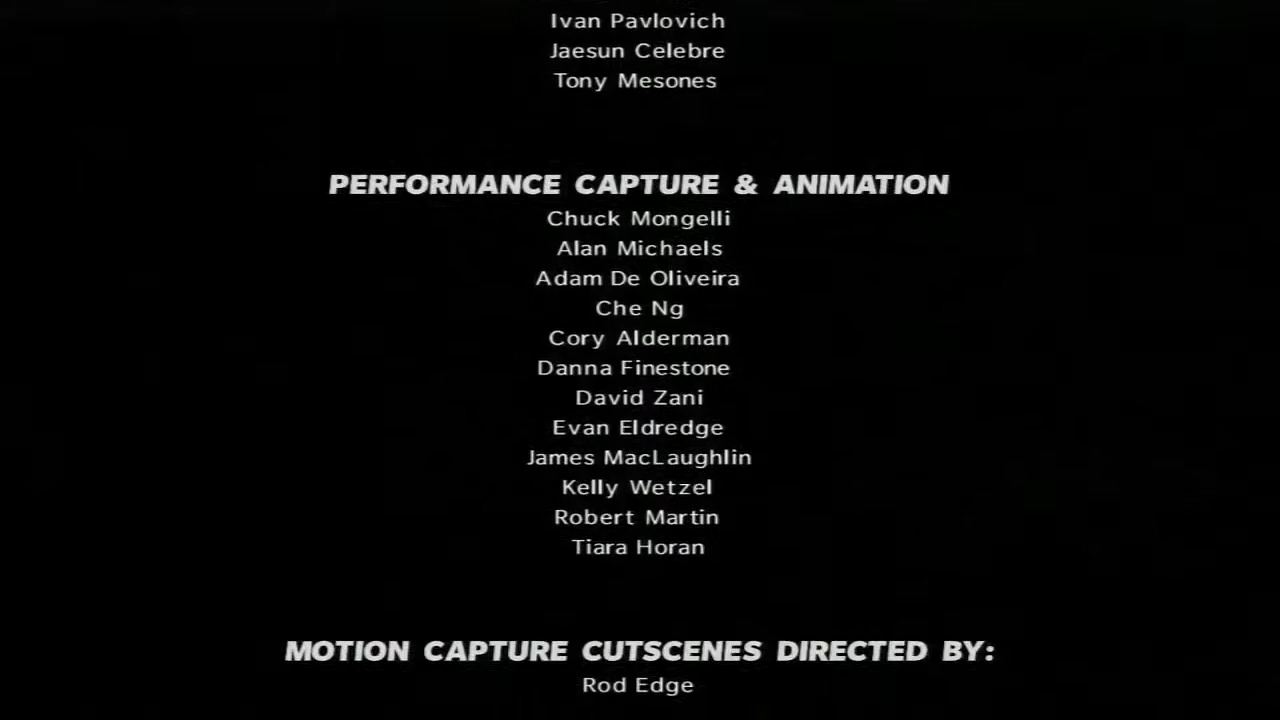 Ivan Pavlovich
Jaesun Celebre
Tony Mesones
PERFORMANCE CAPTURE & ANIMATION
Chuck Mongelli
Alan Michaels
Adam De Oliveira
Che Ng
Cory Alderman
Danna Finestone
David Zani
Evan Eldredge
James MacLaughlin
Kelly Wetzel
Robert Martin
Tiara Horan
MOTION CAPTURE CUTSCENES DIRECTED BY:
Rod Edge